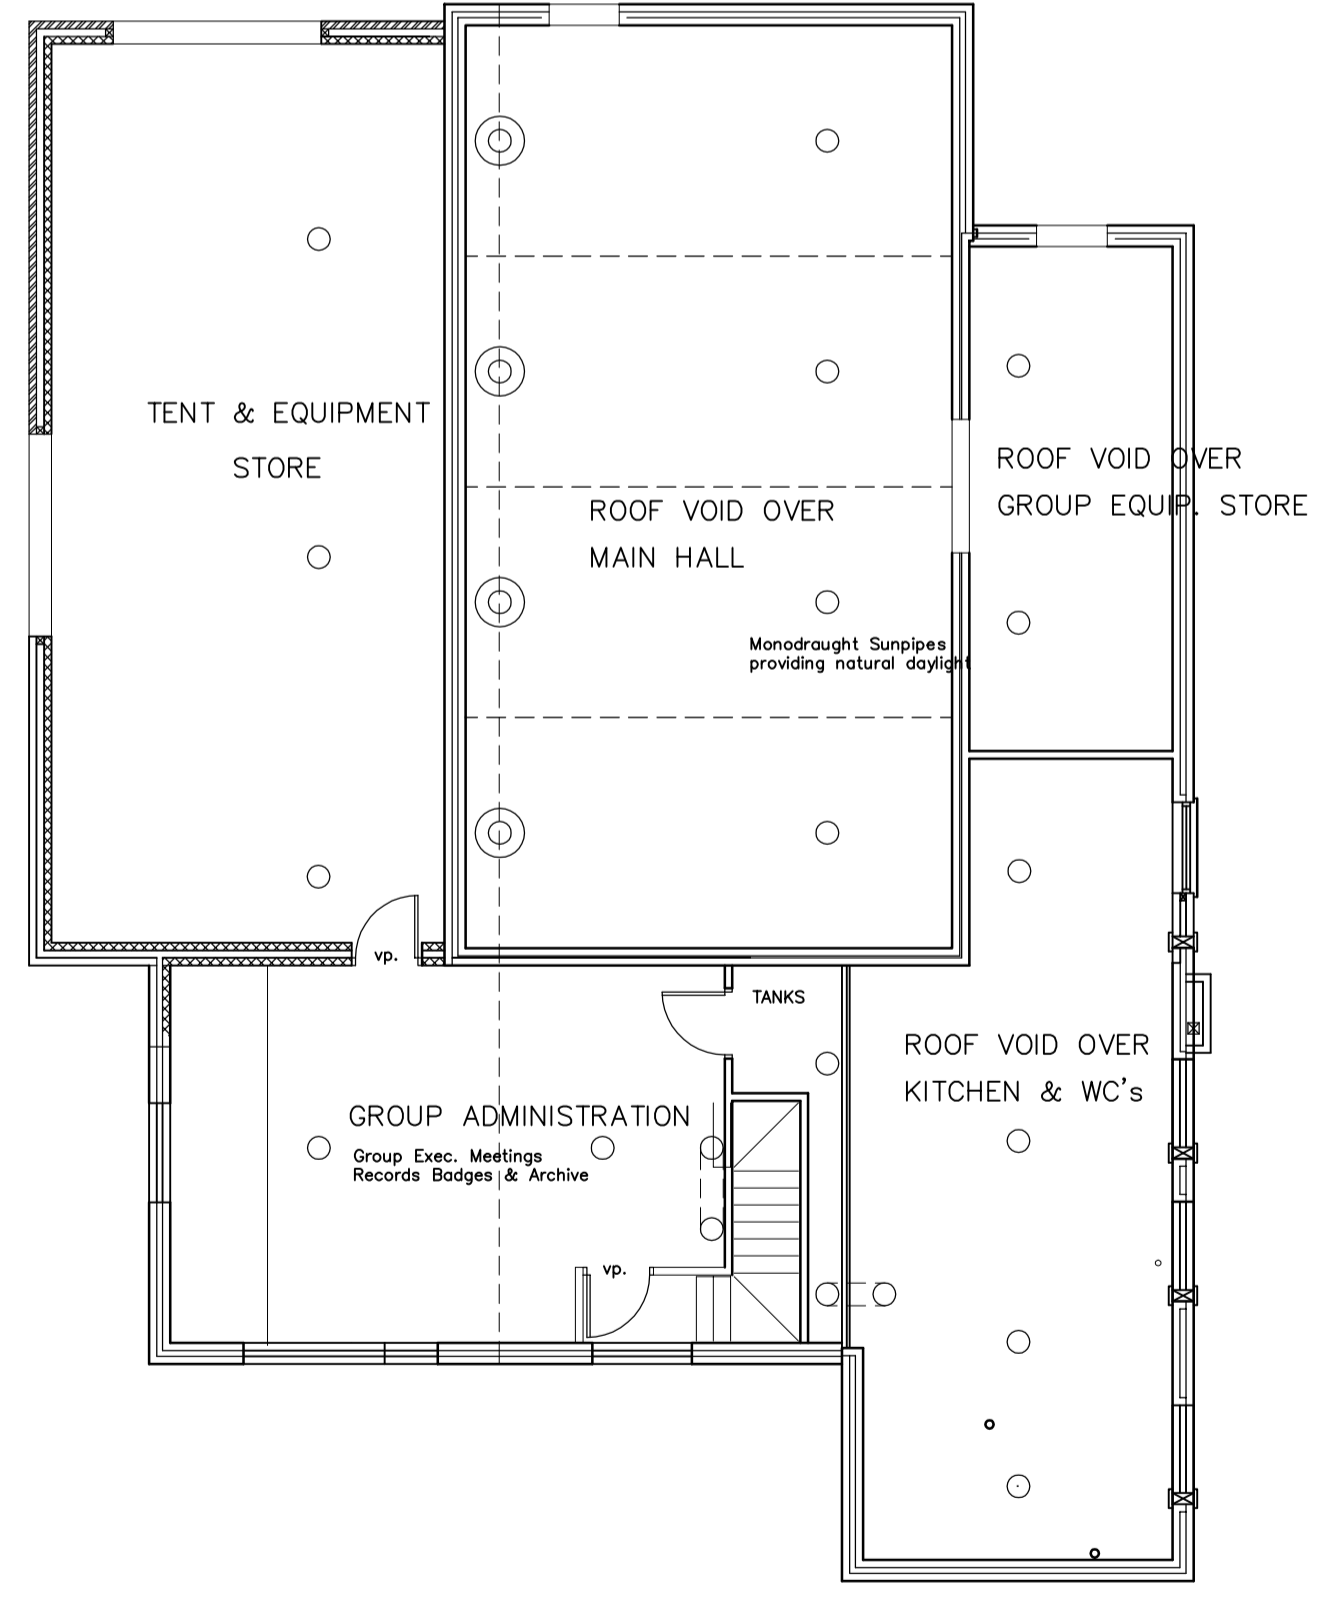 TENT & EQUIPMENT
STORE
ROOF VOID OVER
MAIN HALL
ROOF VOID OVER
GROUP EQUIP. STORE
Monodraught Sunpipes
providing natural daylight
vp.
TANKS
ROOF VOID OVER
KITCHEN & WC's
GROUP ADMINISTRATION
Group Exec. Meetings
Records Badges & Archive
vp.